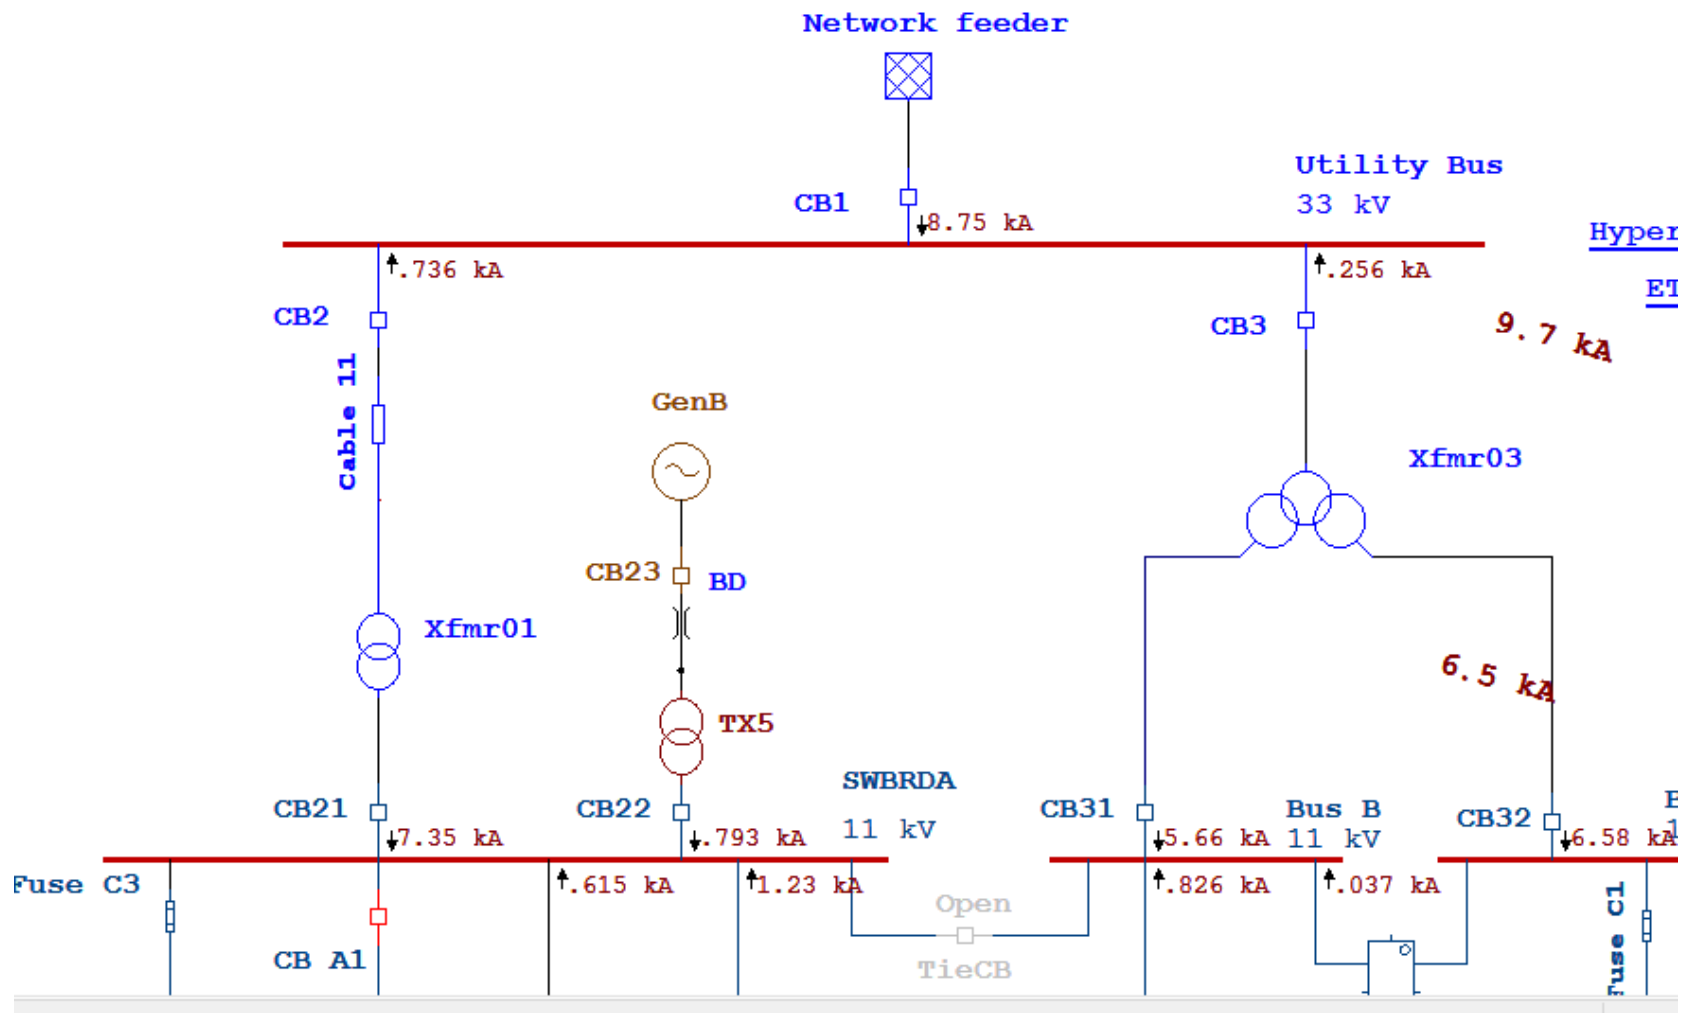 Network feeder
Utility Bus
33 kV
CB1
8.75 kA
Hyper
ET
.736 kA
.256 kA
CB2
CB3
9.7 kA
Cable 11
GenB
Xfmr03
CB23
BD
Xfmr01
6.5 kA
TX5
SWBRDA
11 kV
CB21
CB22
CB31
Bus B
11 kV
CB32
7.35 kA
.793 kA
5.66 kA
6.58 kA
Fuse C3
.615 kA
1.23 kA
.826 kA
.037 kA
Open
TieCB
CB A1
Fuse C1